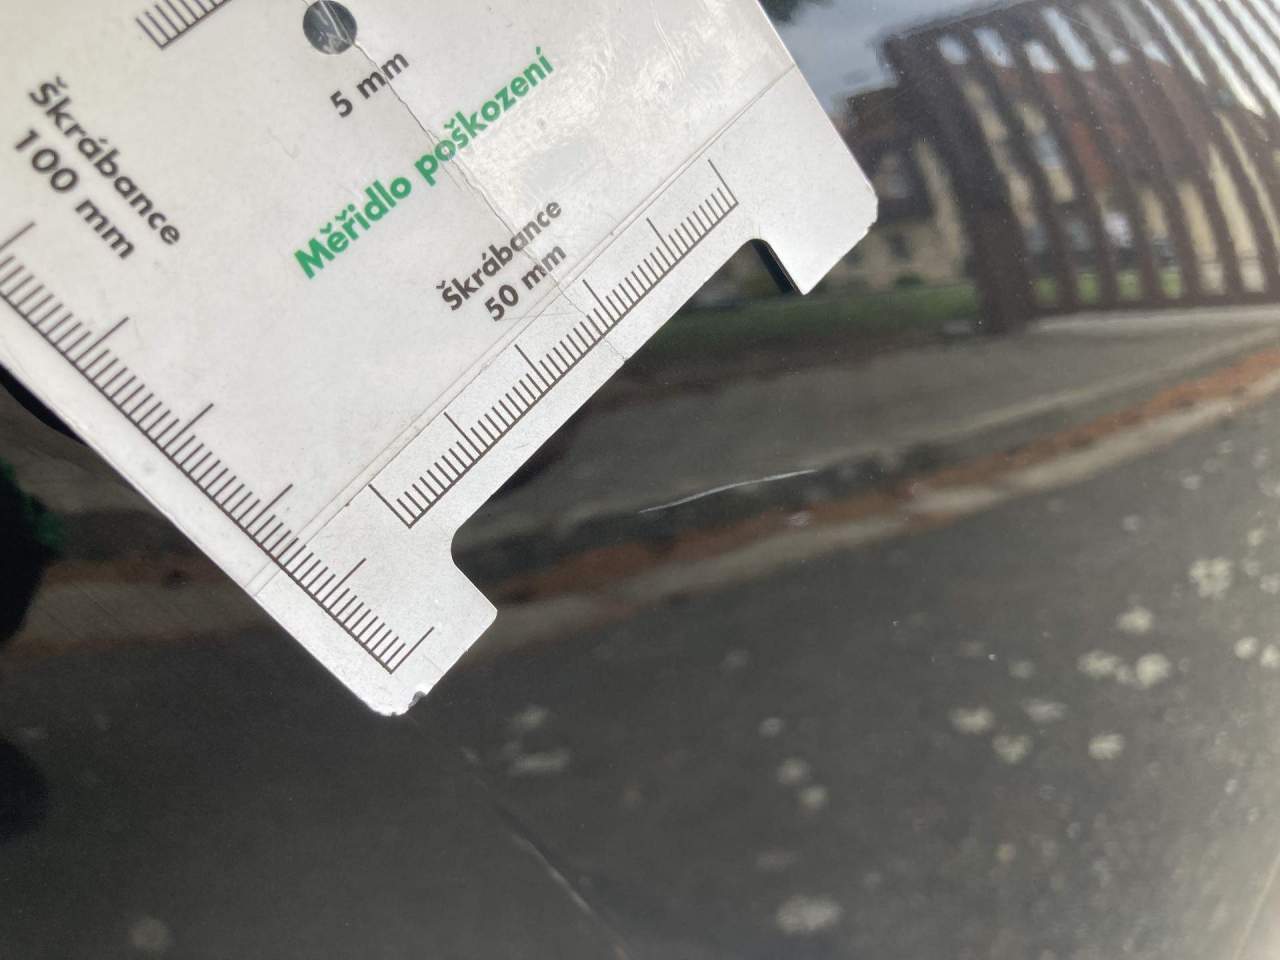 Škrábance
100 mm
5 mm
Měřidlo poškození
Škrábance
50 mm